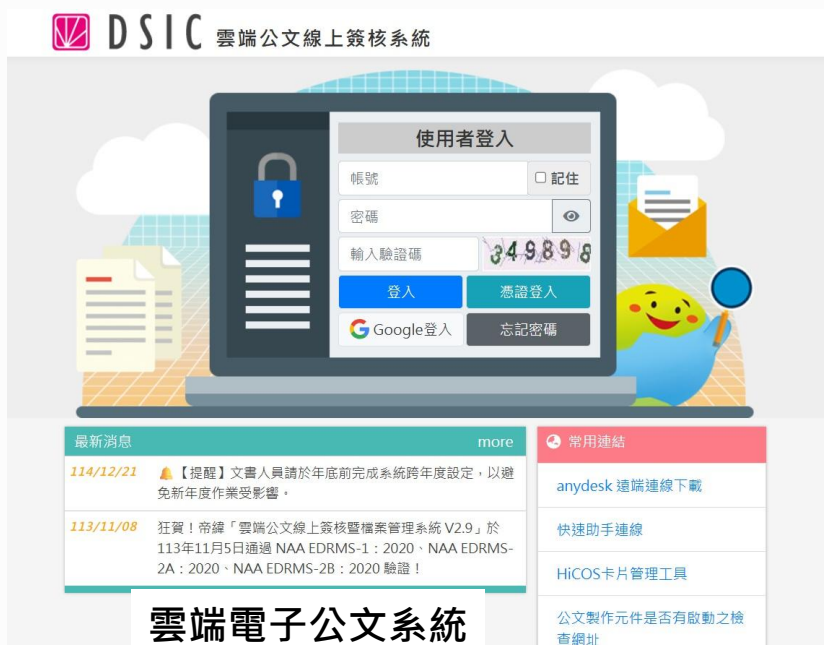 DSIC 雲端公文線上簽核系統
使用者登入
帳號
記住
密碼
輸入驗證碼
349898
登入
憑證登入
Google登入
忘記密碼
最新消息
more
114/12/21
【提醒】文書人員請於年底前完成系統跨年度設定，以避
免新年度作業受影響。
113/11/08
狂賀！帝緯「雲端公文線上簽核暨檔案管理系統 V2.9」於
113年11月5日通過 NAA EDRMS-1：2020、NAA EDRMS-
2A：2020、NAA EDRMS-2B：2020 驗證！
常用連結
anydesk 遠端連線下載
快速助手連線
HiCOS卡片管理工具
公文製作元件是否有啟動之檢
查網址
雲端電子公文系統